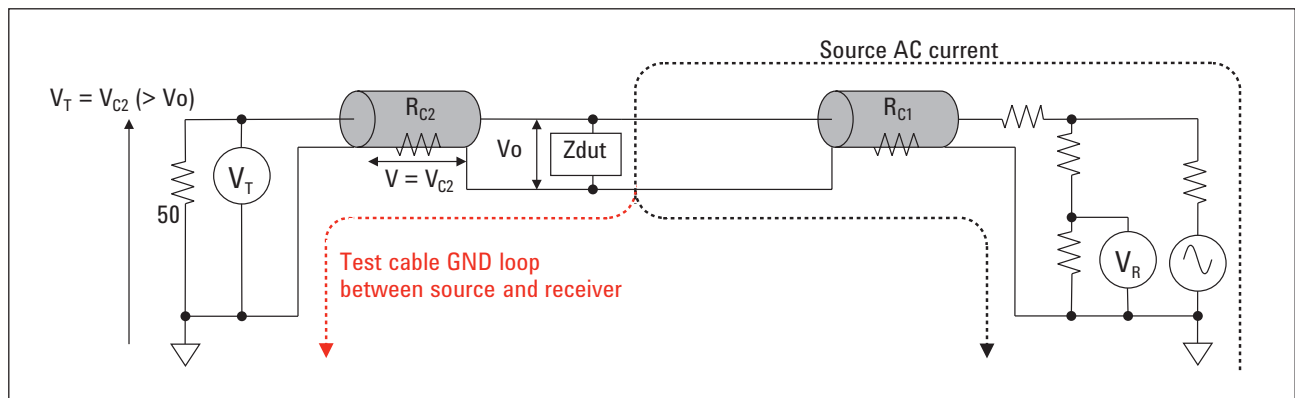 Source AC current
V_T = V_C2 (> Vo)
R_C2
R_C1
Vo
Zdut
V_T
V = V_C2
50
V_R
Test cable GND loop
between source and receiver